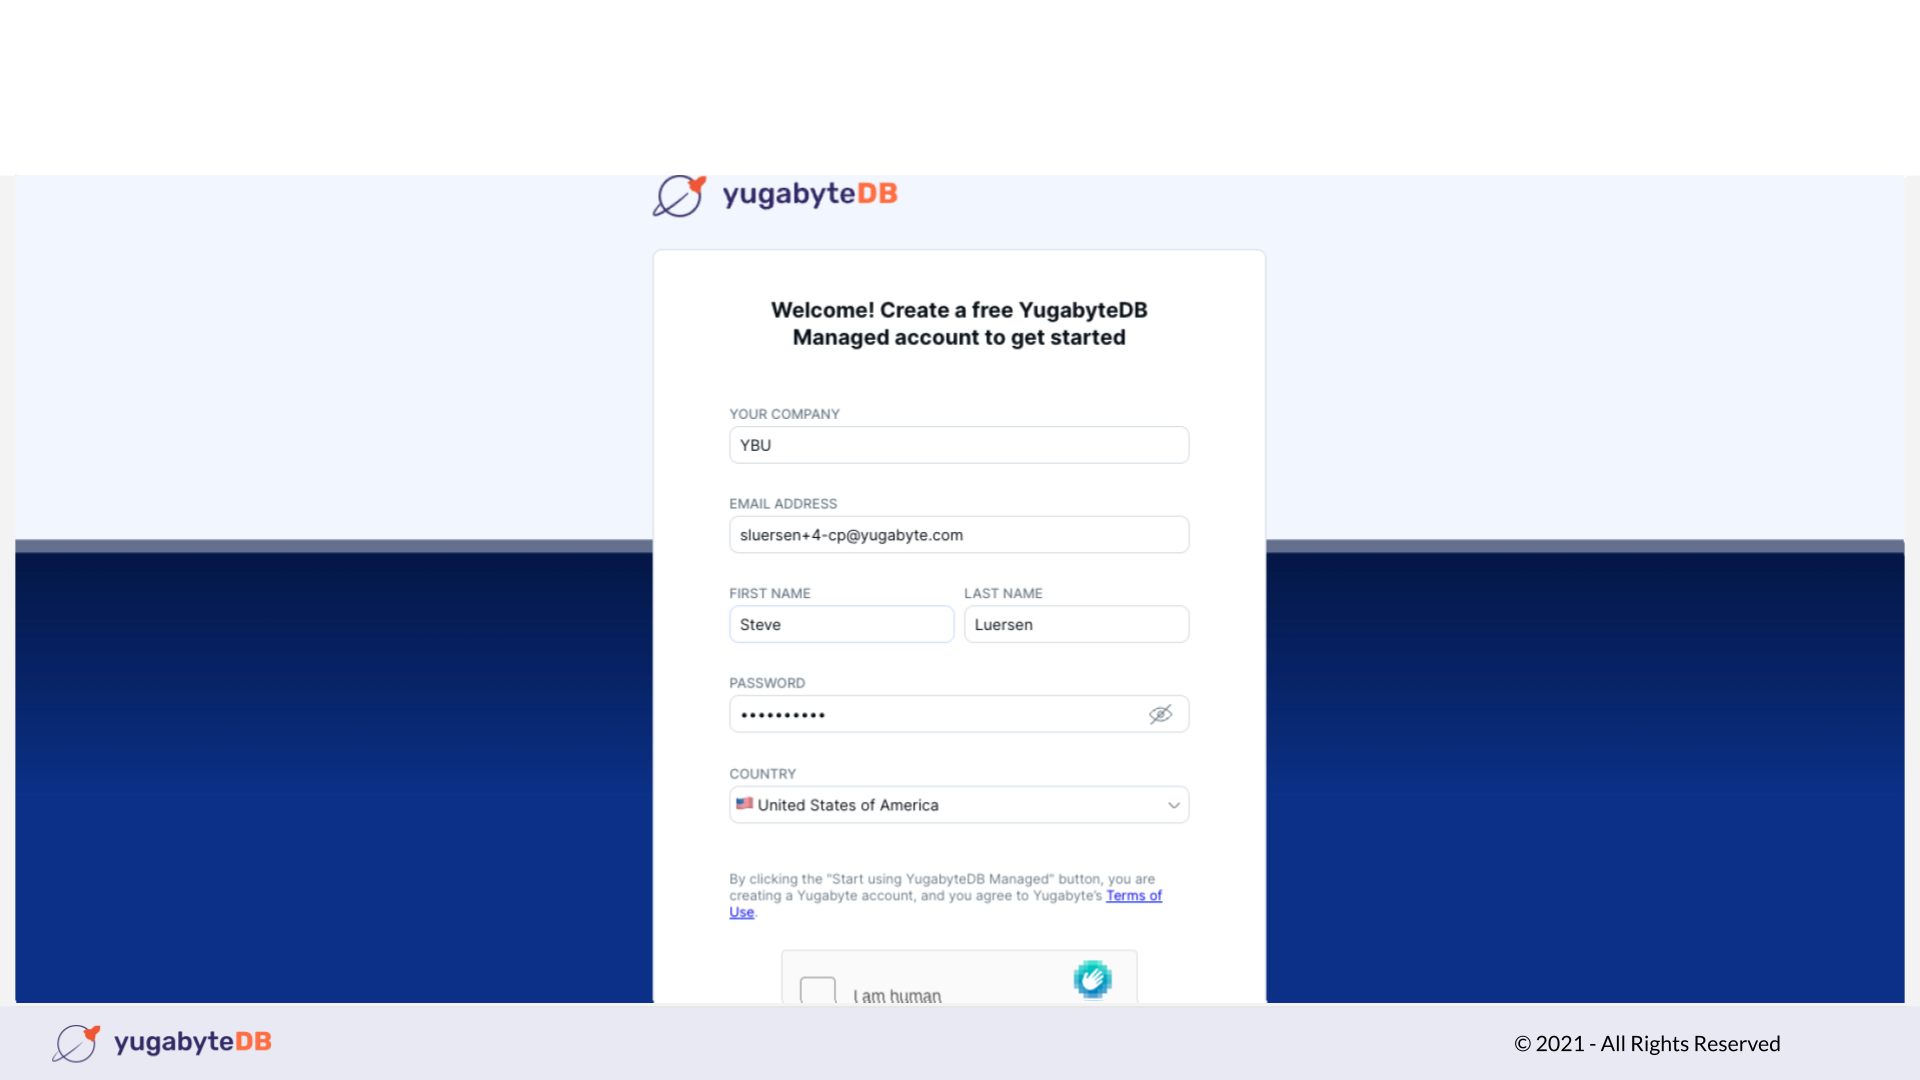 yugabyteDB
Welcome! Create a free YugabyteDB
Managed account to get started
YOUR COMPANY
YBU
EMAIL ADDRESS
sluersen+4-cp@yugabyte.com
FIRST NAME
LAST NAME
Steve
Luersen
PASSWORD
••••••••••
COUNTRY
United States of America
By clicking the "Start using YugabyteDB Managed" button, you are
creating a Yugabyte account, and you agree to Yugabyte's Terms of
Use.
I am human
yugabyteDB
© 2021 - All Rights Reserved